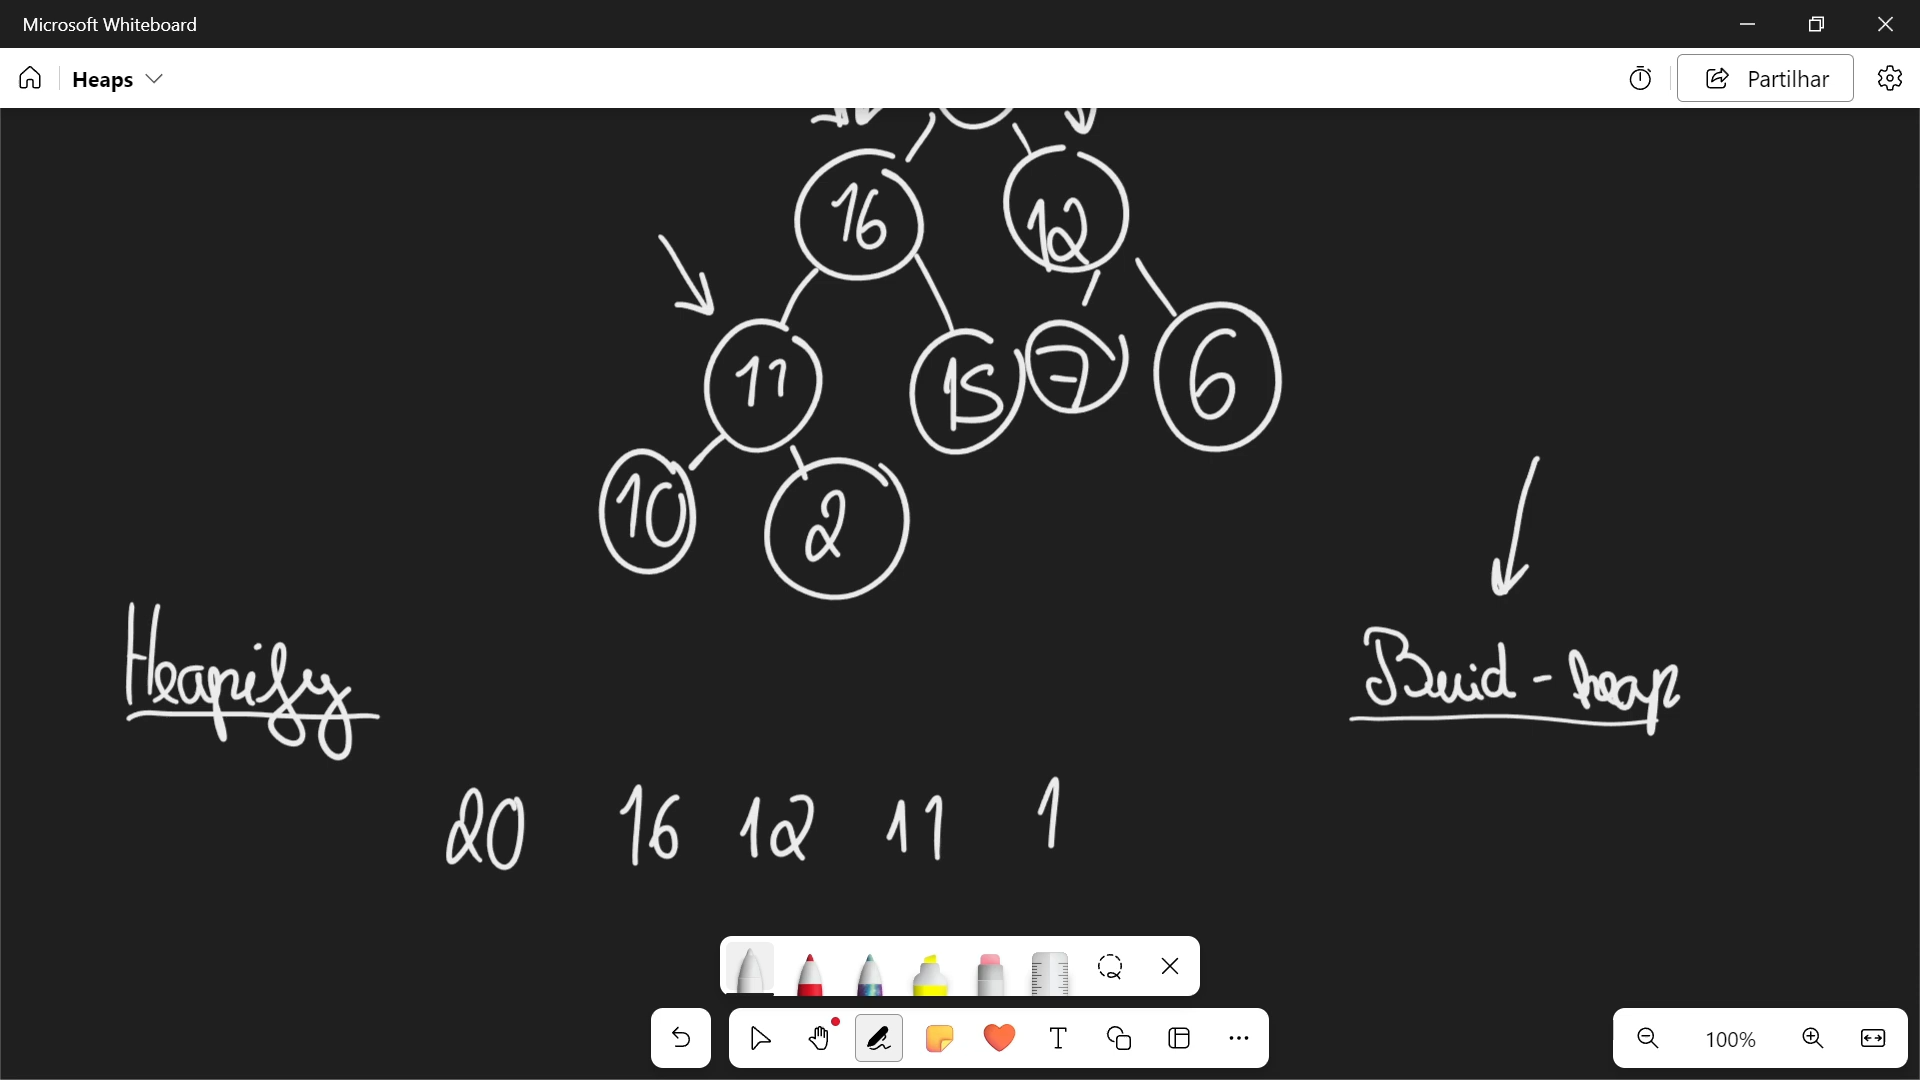 Microsoft Whiteboard
Heaps
Partilhar
16 12
11 15 7 6
10 2
Heapify
Buid - heap
20 16 12 11 1
100%